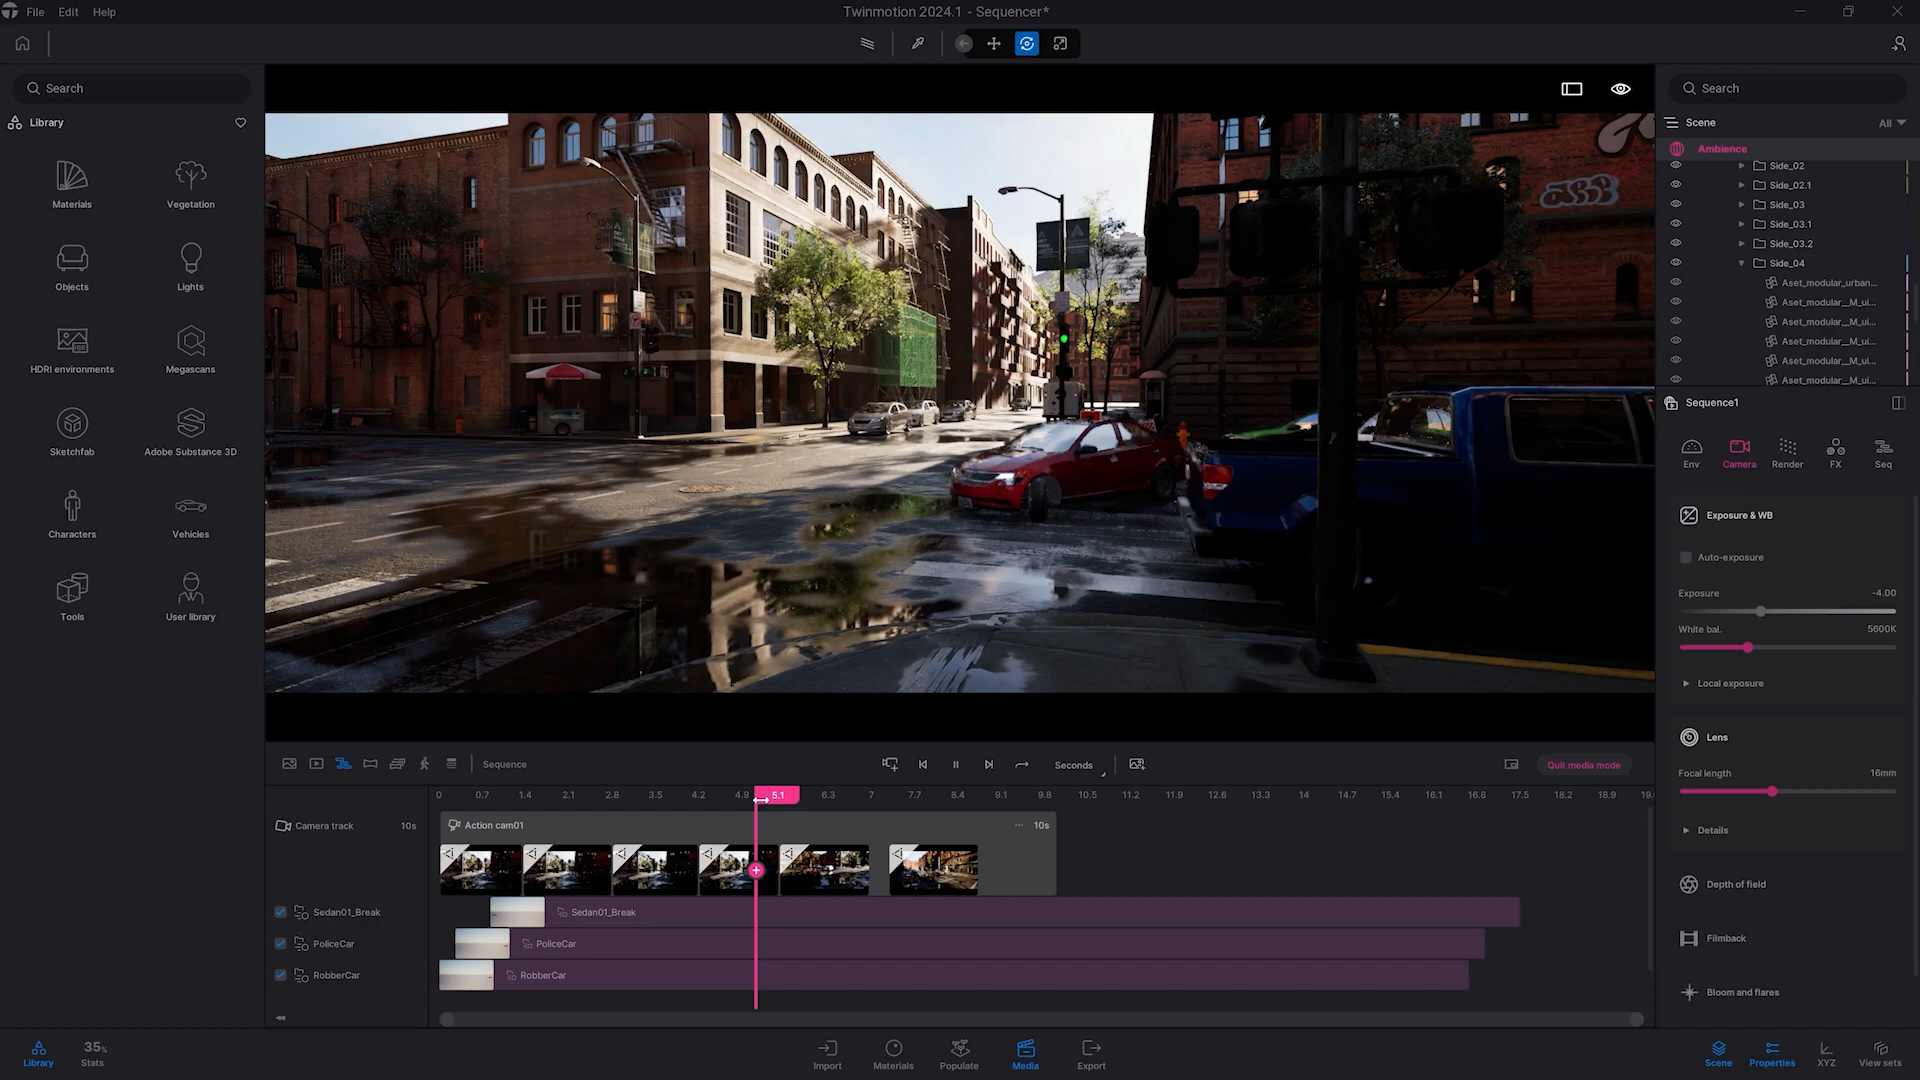 File Edit Help
Twinmotion 2024.1 - Sequencer*
Search
Library
Materials
Vegetation
Objects
Lights
HDRI environments
Megascans
Sketchfab
Adobe Substance 3D
Characters
Vehicles
Tools
User library
Search
Scene
All
Ambience
Side_02
Side_02.1
Side_03
Side_03.1
Side_03.2
Side_04
Aset_modular_urban...
Aset_modular__M_ui...
Aset_modular__M_ui...
Aset_modular__M_ui...
Aset_modular__M_ui...
Aset_modular__M_ui...
Sequence1
Env Camera Render FX Seq
Exposure & WB
Auto-exposure
Exposure -4.00
White bal. 5600K
Local exposure
Lens
Focal length 16mm
Details
Depth of field
Filmback
Bloom and flares
Sequence
Seconds
Quit media mode
0 0.7 1.4 2.1 2.8 3.5 4.2 4.9 5.1 6.3 7 7.7 8.4 9.1 9.8 10.5 11.2 11.9 12.6 13.3 14 14.7 15.4 16.1 16.8 17.5 18.2 18.9 19.
Camera track 10s
Action cam01 ... 10s
Sedan01_Break Sedan01_Break
PoliceCar PoliceCar
RobberCar RobberCar
Library
35%
Stats
Import
Materials
Populate
Media
Export
Scene
Properties
XYZ
View sets